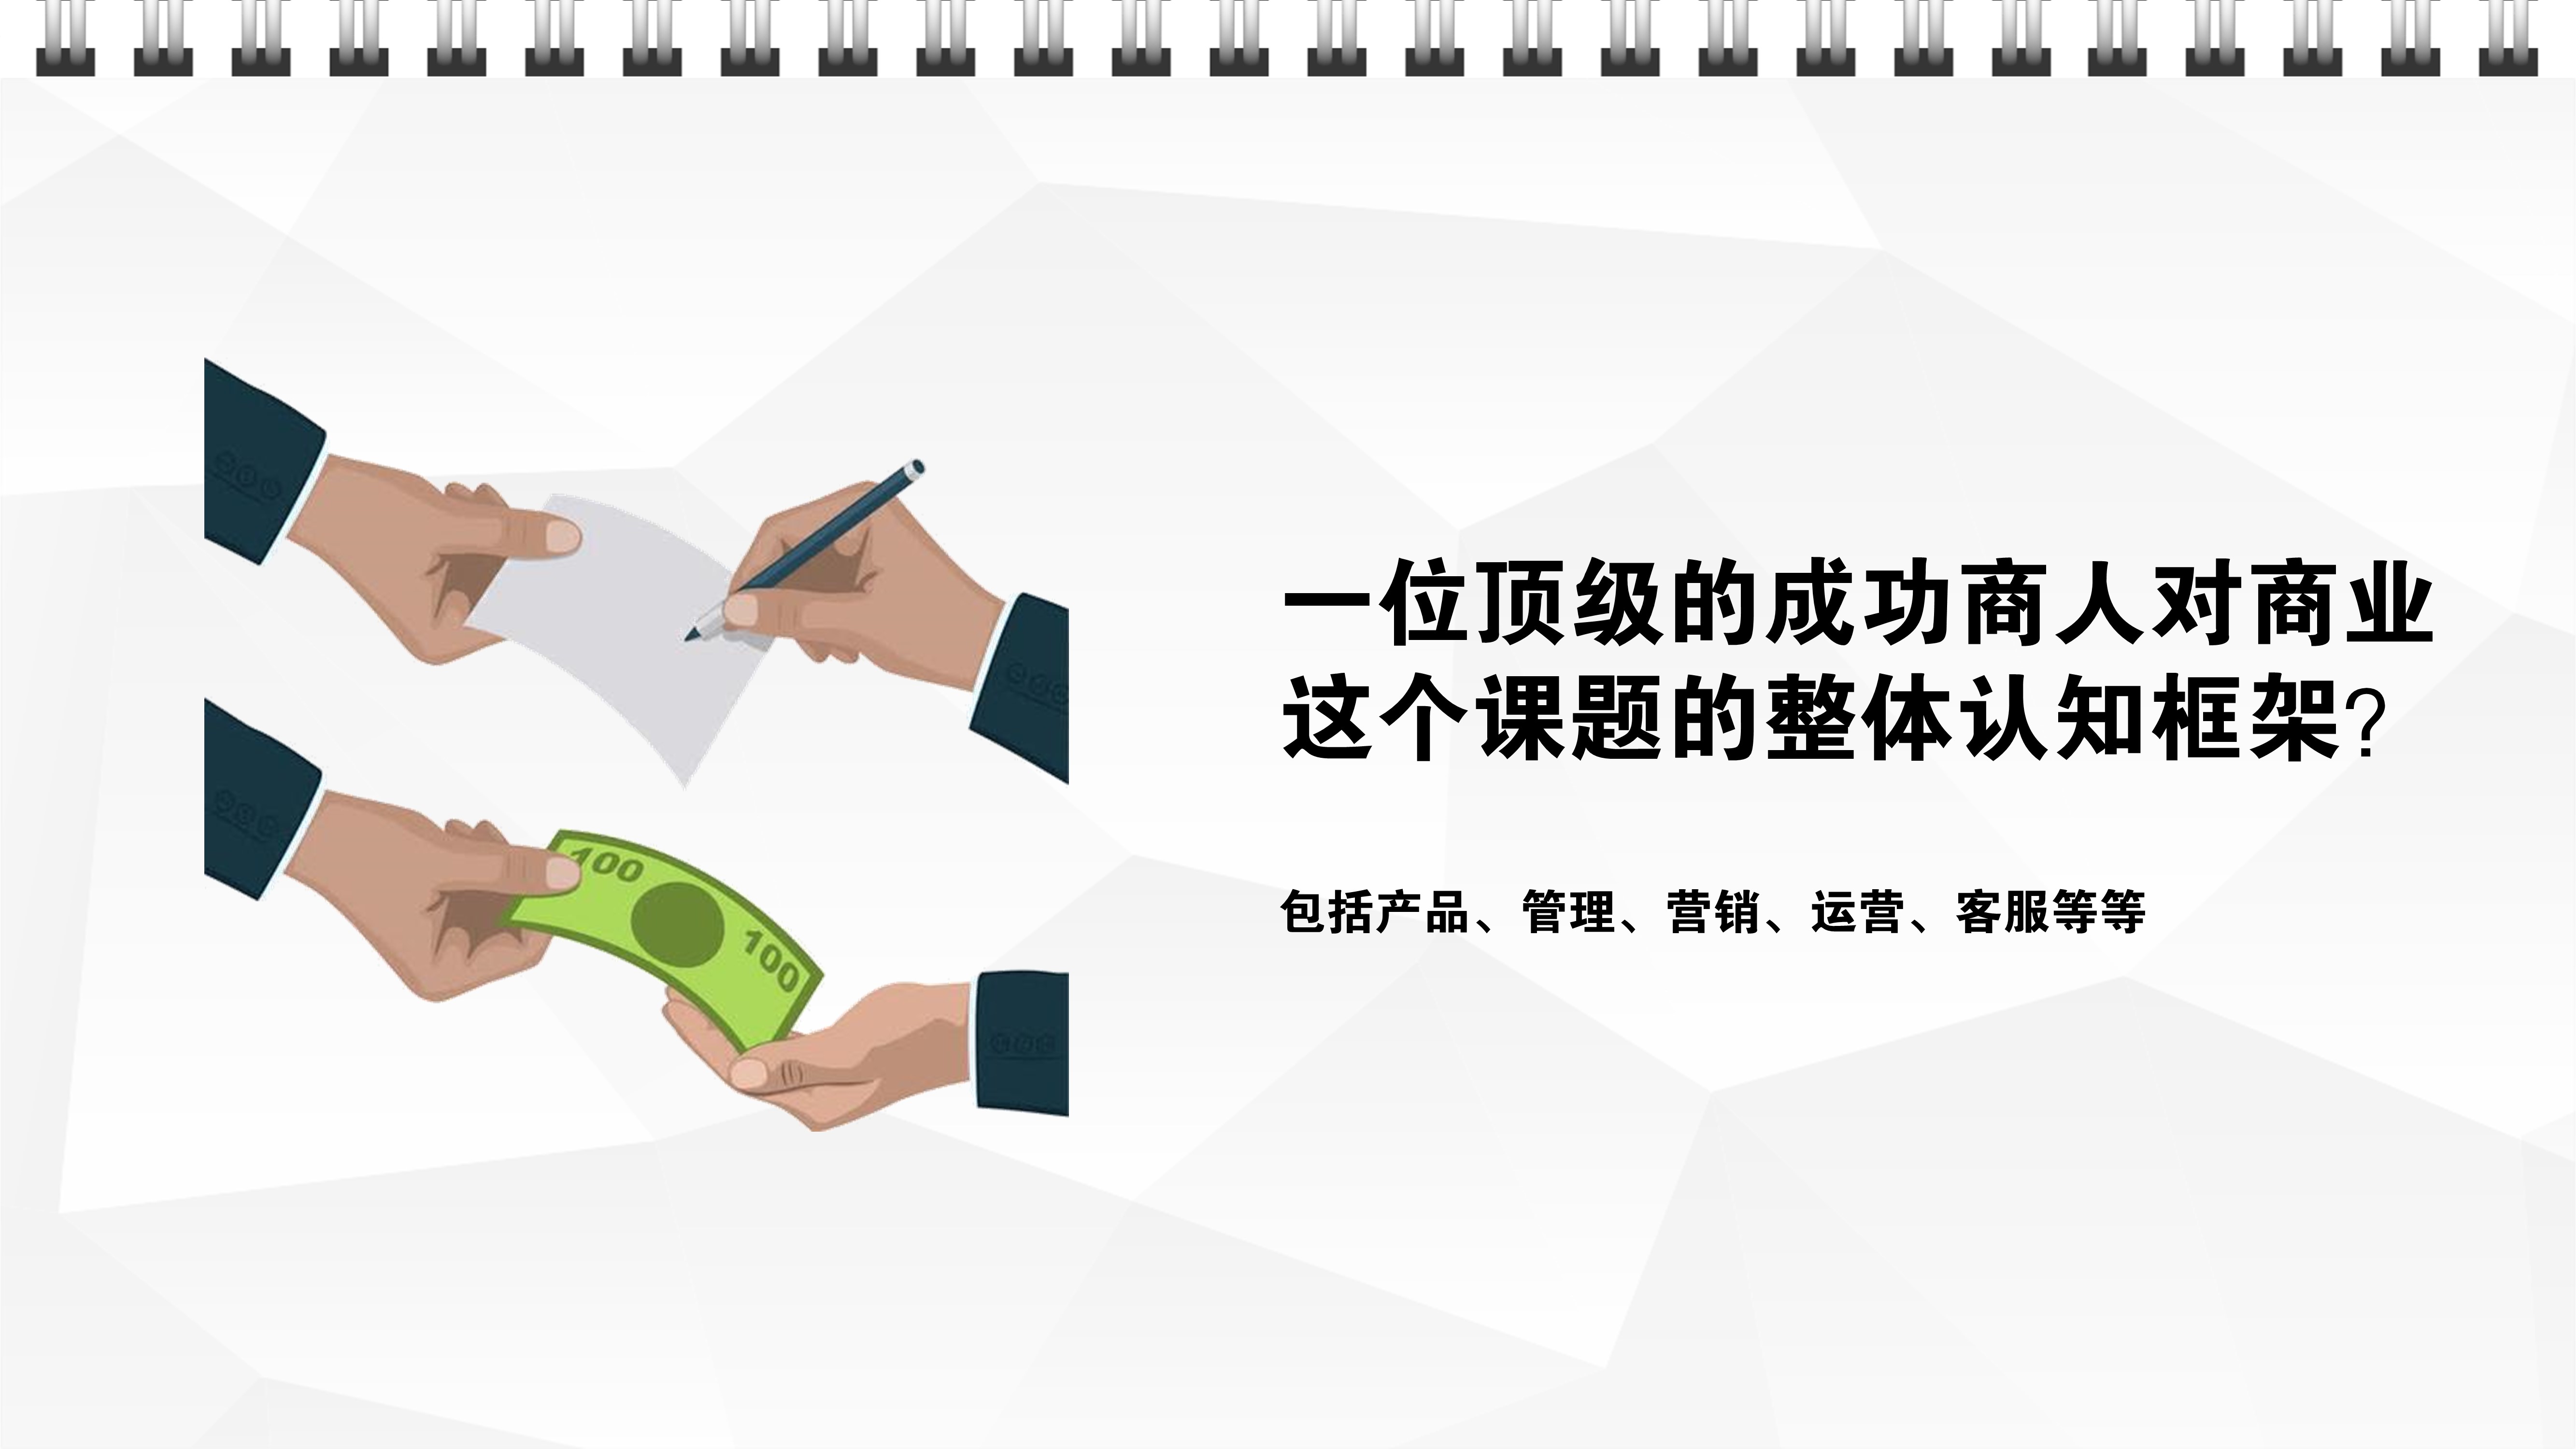 一位顶级的成功商人对商业
这个课题的整体认知框架?
包括产品、管理、营销、运营、客服等等
100
100